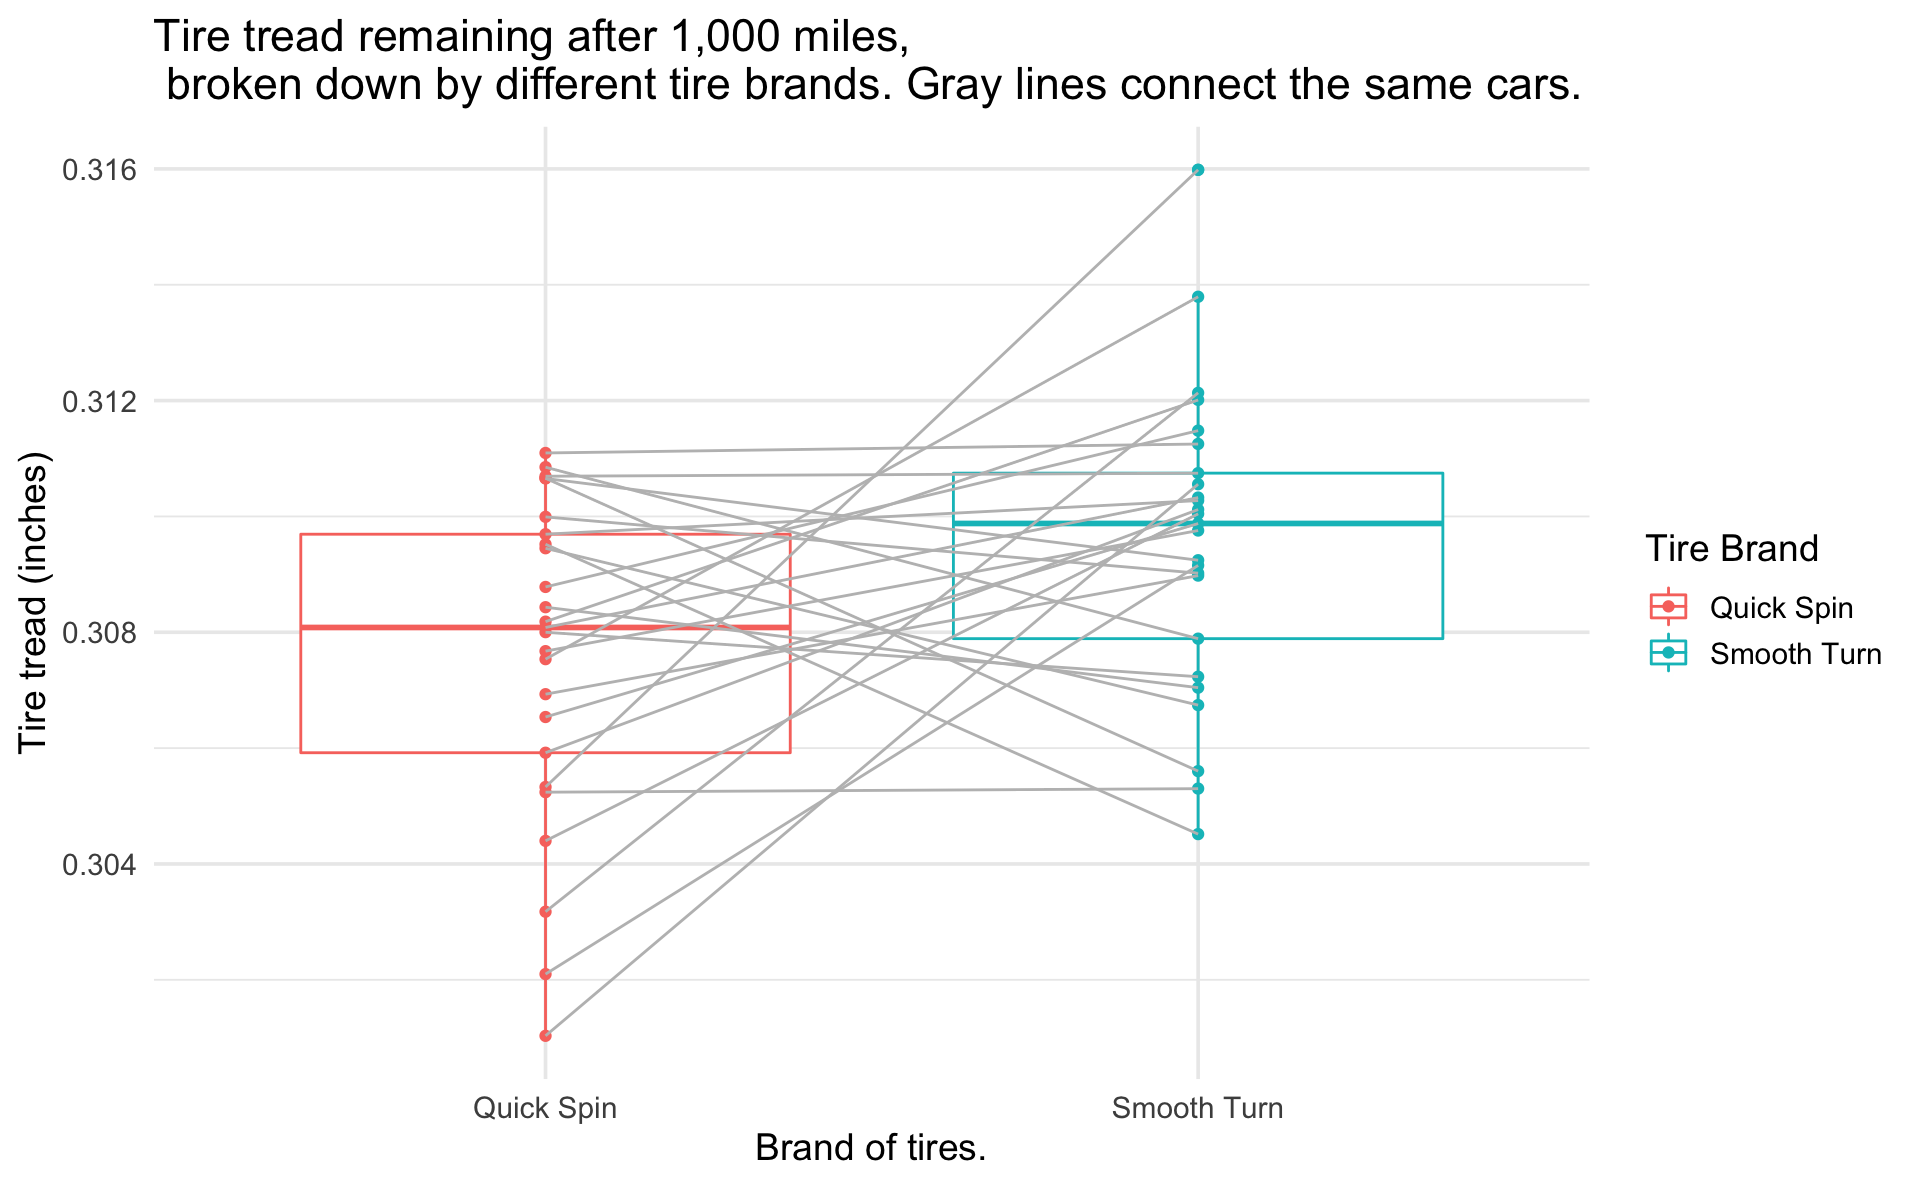 Tire tread remaining after 1,000 miles,
broken down by different tire brands. Gray lines connect the same cars.
0.316
0.312
0.308
0.304
Tire tread (inches)
Quick Spin
Smooth Turn
Brand of tires.
Tire Brand
Quick Spin
Smooth Turn